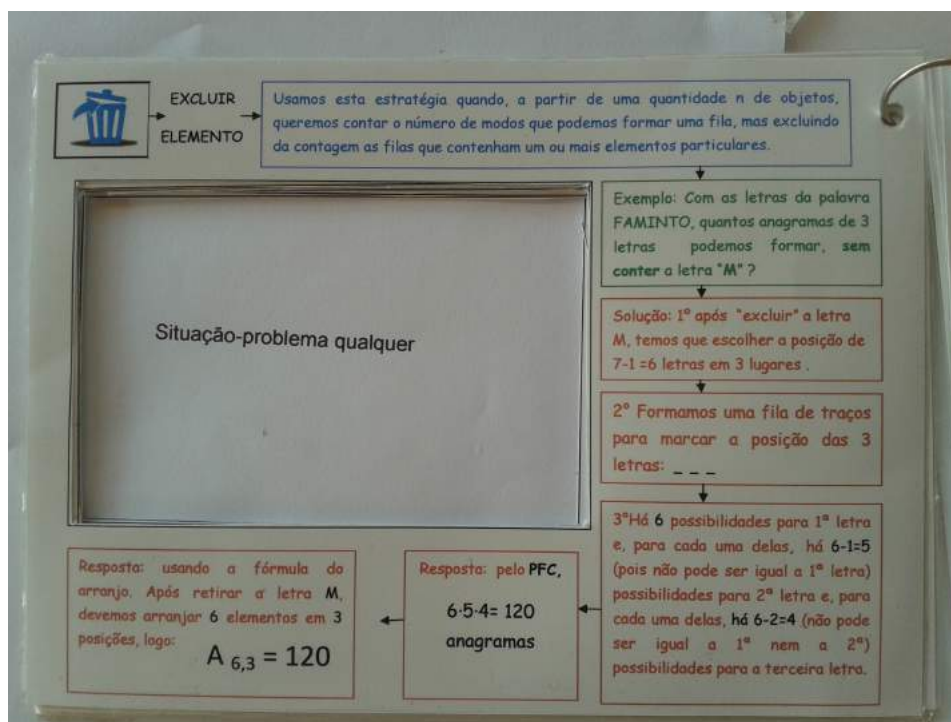 EXCLUIR
ELEMENTO
Usamos esta estratégia quando, a partir de uma quantidade n de objetos,
queremos contar o número de modos que podemos formar uma fila, mas excluindo
da contagem as filas que contenham um ou mais elementos particulares.
Exemplo: Com as letras da palavra
FAMINTO, quantos anagramas de 3
letras podemos formar, sem
conter a letra "M" ?
Situação-problema qualquer
Solução: 1º após "excluir" a letra
M, temos que escolher a posição de
7-1 =6 letras em 3 lugares .
2º Formamos uma fila de traços
para marcar a posição das 3
letras: _ _ _
3ºHá 6 possibilidades para 1ª letra
e, para cada uma delas, há 6-1=5
(pois não pode ser igual a 1ª letra)
possibilidades para 2ª letra e, para
cada uma delas, há 6-2=4 (não pode
ser igual a 1ª nem a 2ª)
possibilidades para a terceira letra.
Resposta: pelo PFC,
6·5·4= 120
anagramas
Resposta: usando a fórmula do
arranjo. Após retirar a letra M,
devemos arranjar 6 elementos em 3
posições, logo:
A 6,3 = 120